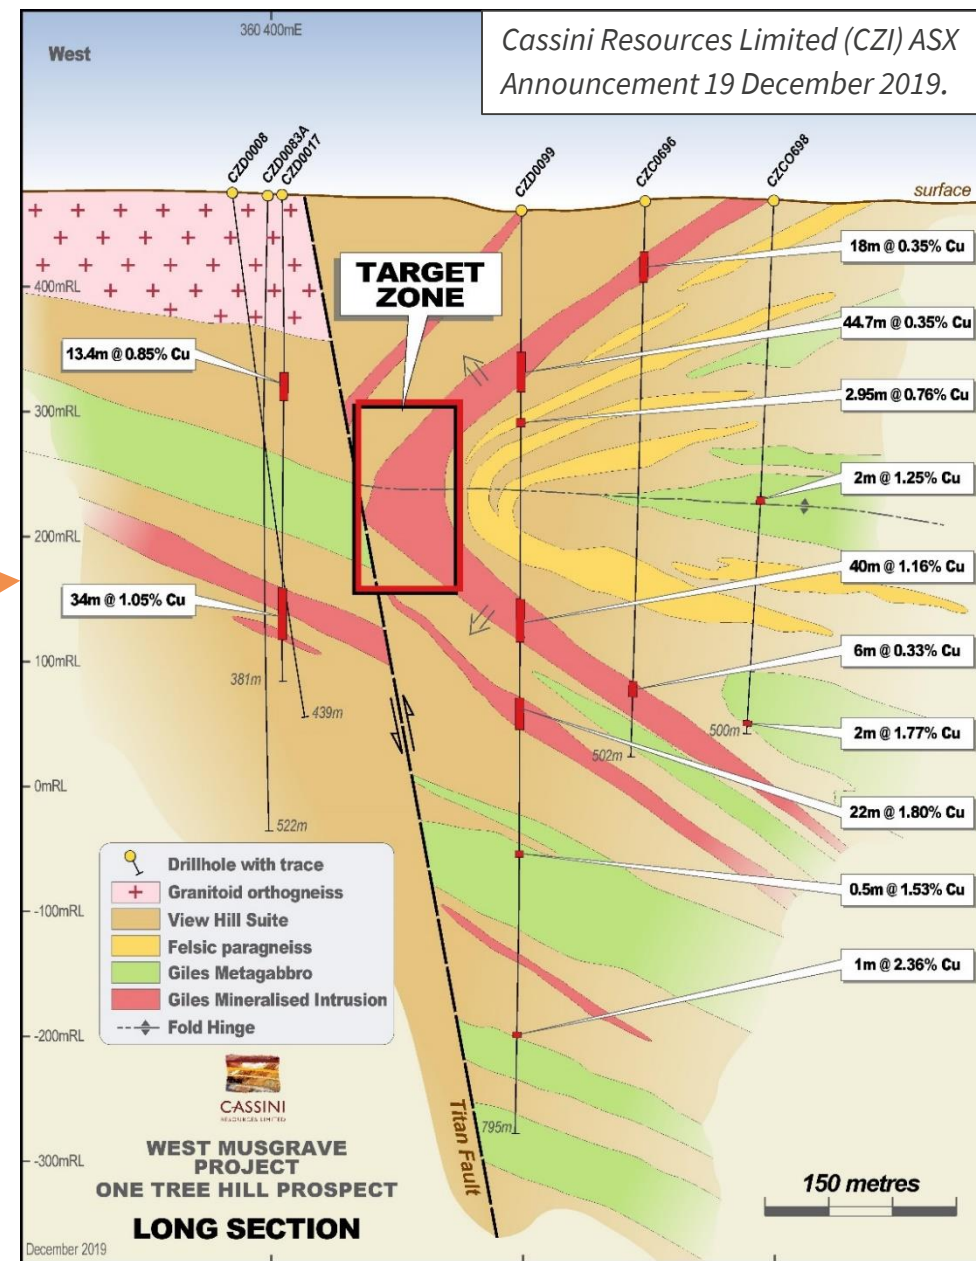 360 400mE
West
Cassini Resources Limited (CZI) ASX
Announcement 19 December 2019.
CZD0008
CZD0083A
CZD0017
CZD0099
CZC0696
CZCO698
surface
TARGET
ZONE
400mRL
300mRL
200mRL
100mRL
0mRL
-100mRL
-200mRL
-300mRL
13.4m @ 0.85% Cu
34m @ 1.05% Cu
18m @ 0.35% Cu
44.7m @ 0.35% Cu
2.95m @ 0.76% Cu
2m @ 1.25% Cu
40m @ 1.16% Cu
6m @ 0.33% Cu
2m @ 1.77% Cu
22m @ 1.80% Cu
0.5m @ 1.53% Cu
1m @ 2.36% Cu
381m
439m
522m
502m
500m
795m
Titan Fault
Drillhole with trace
Granitoid orthogneiss
View Hill Suite
Felsic paragneiss
Giles Metagabbro
Giles Mineralised Intrusion
Fold Hinge
CASSINI
RESOURCES LIMITED
WEST MUSGRAVE
PROJECT
ONE TREE HILL PROSPECT
LONG SECTION
150 metres
December 2019